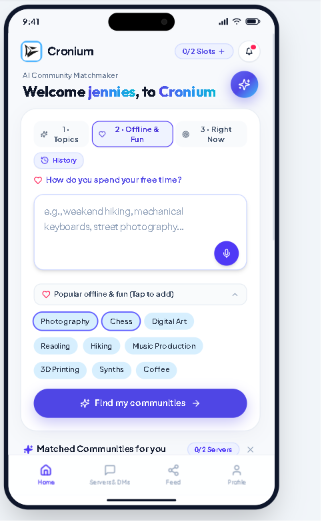 9:41
Cronium
0/2 Slots +
AI Community Matchmaker
Welcome jennies, to Cronium
1 •
Topics
2 • Offline &
Fun
3 • Right
Now
History
How do you spend your free time?
e.g., weekend hiking, mechanical
keyboards, street photography...
Popular offline & fun (Tap to add)
Photography
Chess
Digital Art
Reading
Hiking
Music Production
3D Printing
Synths
Coffee
Find my communities →
Matched Communities for you
0/2 Servers
Home
Servers & DMs
Feed
Profile